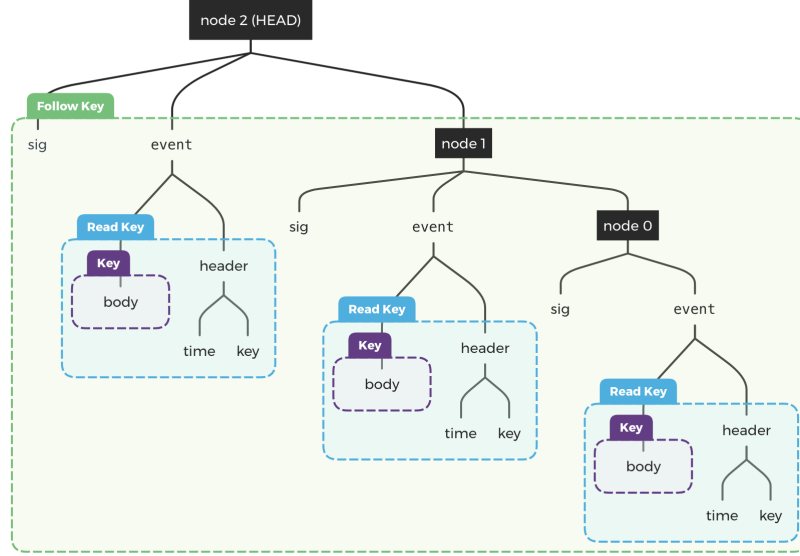 node 2 (HEAD)
Follow Key
sig
event
node 1
Read Key
Key
body
header
time
key
sig
event
node 0
Read Key
Key
body
header
time
key
sig
event
Read Key
Key
body
header
time
key